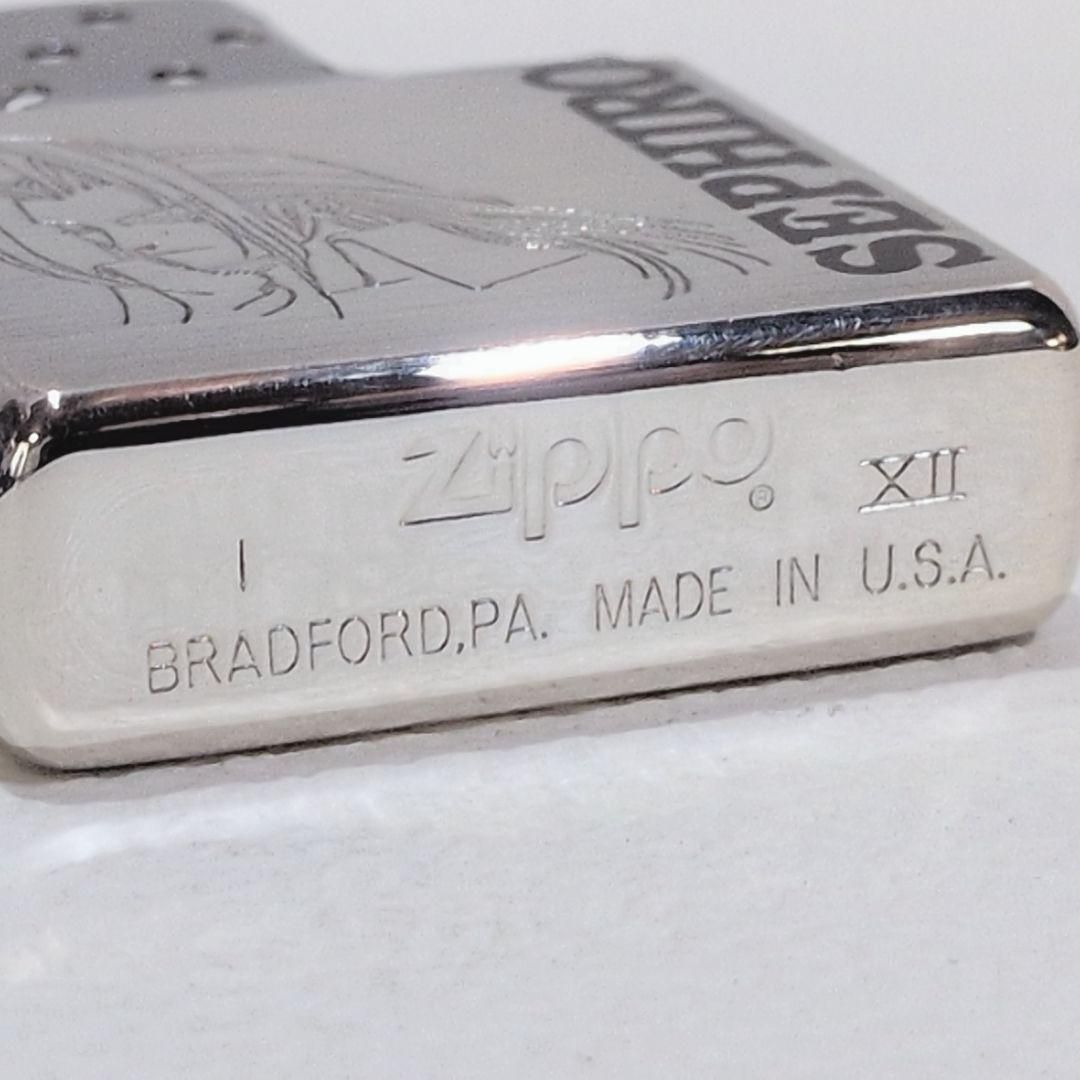 SEPHIRO
Zippo® XII
I
BRADFORD,PA. MADE IN U.S.A.